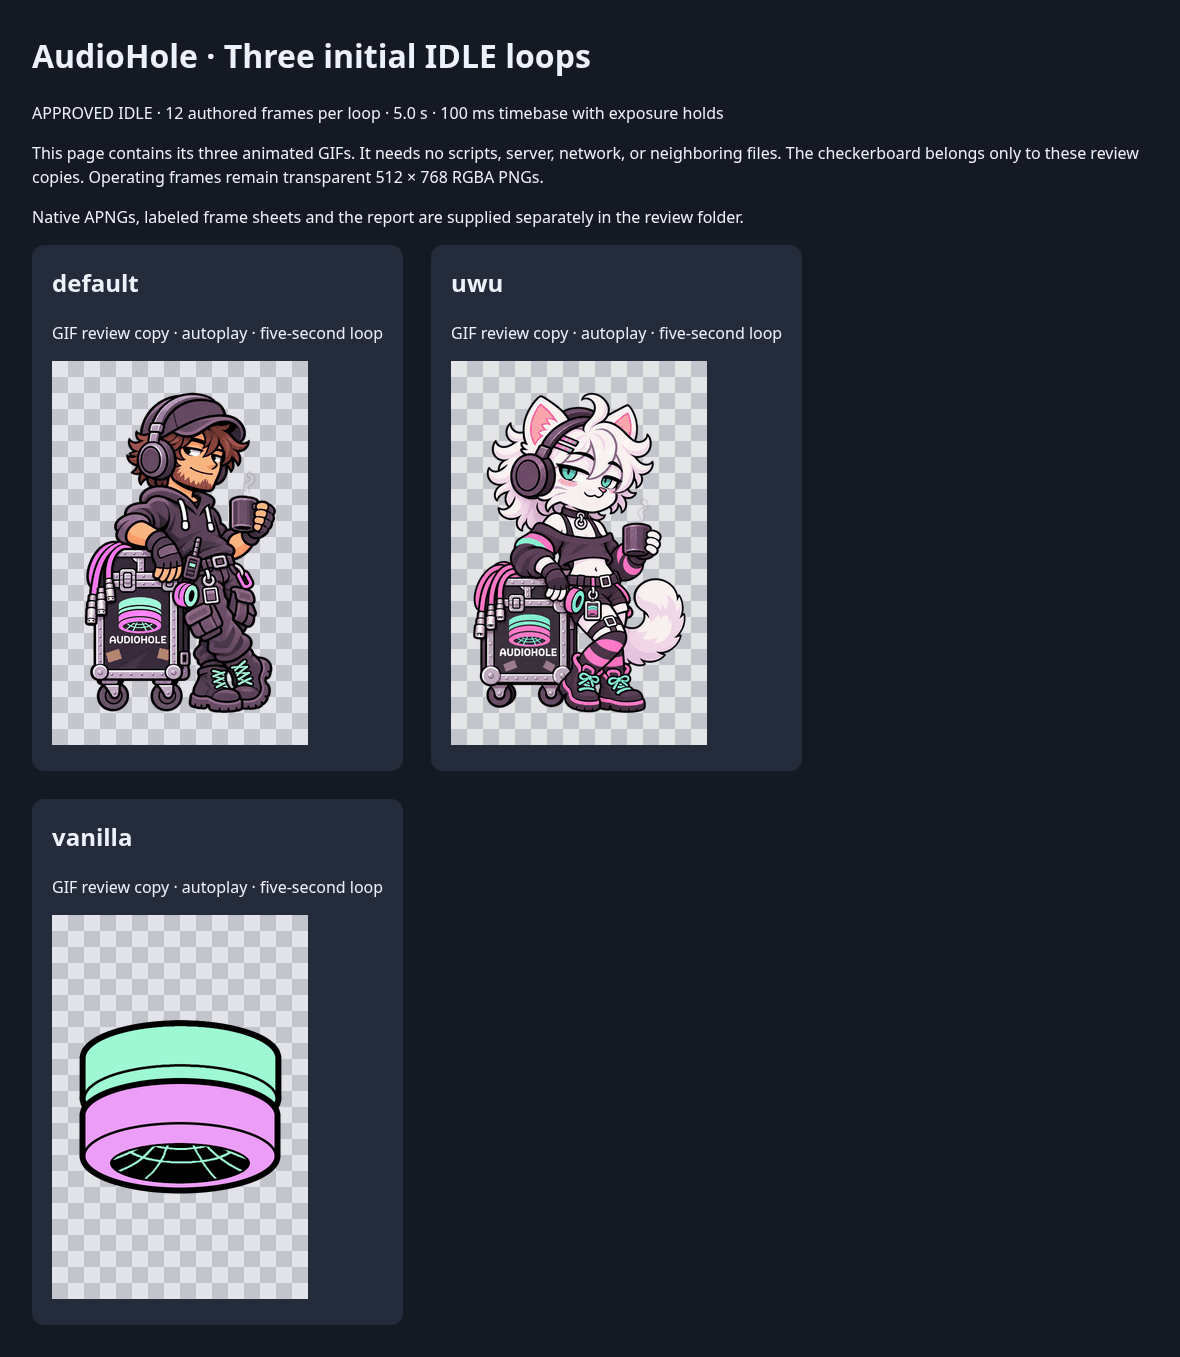 AudioHole · Three initial IDLE loops
APPROVED IDLE · 12 authored frames per loop · 5.0 s · 100 ms timebase with exposure holds
This page contains its three animated GIFs. It needs no scripts, server, network, or neighboring files. The checkerboard belongs only to these review
copies. Operating frames remain transparent 512 × 768 RGBA PNGs.
Native APNGs, labeled frame sheets and the report are supplied separately in the review folder.
default
GIF review copy · autoplay · five-second loop
AUDIOHOLE
uwu
GIF review copy · autoplay · five-second loop
AUDIOHOLE
vanilla
GIF review copy · autoplay · five-second loop